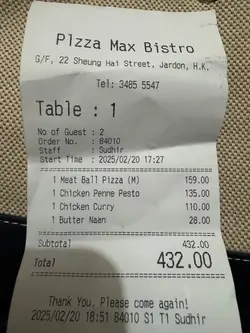 Pizza Max Bistro
G/F, 22 Sheung Hai Street, Jardon, H.K.
Tel: 3485 5547
Table : 1
No of Guest : 2
Order No. : 84010
Staff : Sudhir
Start Time : 2025/02/20 17:27
1 Meat Ball Pizza (M) 159.00
1 Chicken Penne Pesto 135.00
1 Chicken Curry 110.00
1 Butter Naan 28.00
Subtotal 432.00
Total 432.00
Thank You, Please come again!
2025/02/20 18:51 84010 S1 T1 Sudhir